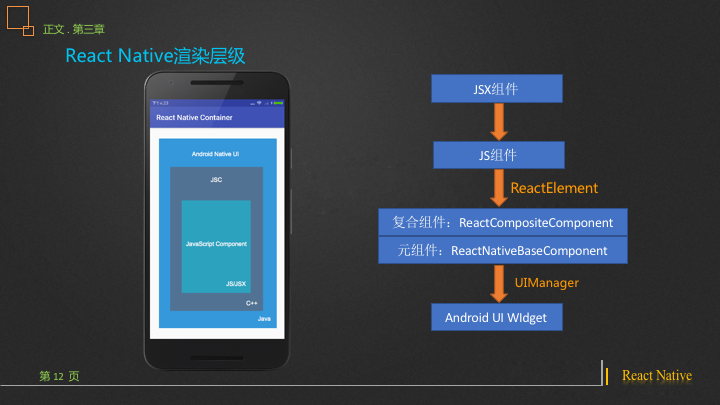 正文 . 第三章
React Native渲染层级
React Native Container
Android Native UI
JSC
JavaScript Component
JS/JSX
C++
Java
JSX组件
JS组件
ReactElement
复合组件：ReactCompositeComponent
元组件：ReactNativeBaseComponent
UIManager
Android UI WIdget
第 12 页
React Native